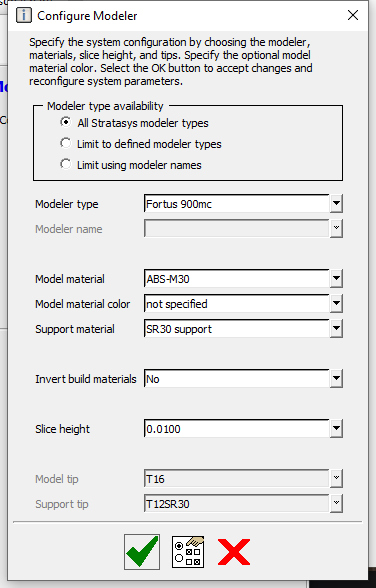 Configure Modeler
Specify the system configuration by choosing the modeler,
materials, slice height, and tips. Specify the optional model
material color. Select the OK button to accept changes and
reconfigure system parameters.
Modeler type availability
All Stratasys modeler types
Limit to defined modeler types
Limit using modeler names
Modeler type Fortus 900mc
Modeler name
Model material ABS-M30
Model material color not specified
Support material SR30 support
Invert build materials No
Slice height 0.0100
Model tip T16
Support tip T12SR30